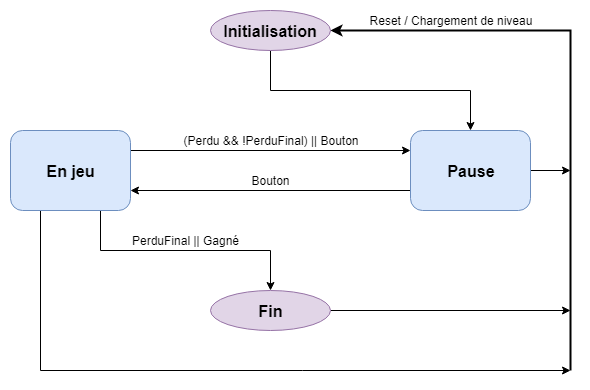 Reset / Chargement de niveau
Initialisation
(Perdu && !PerduFinal) || Bouton
En jeu
Pause
Bouton
PerduFinal || Gagné
Fin